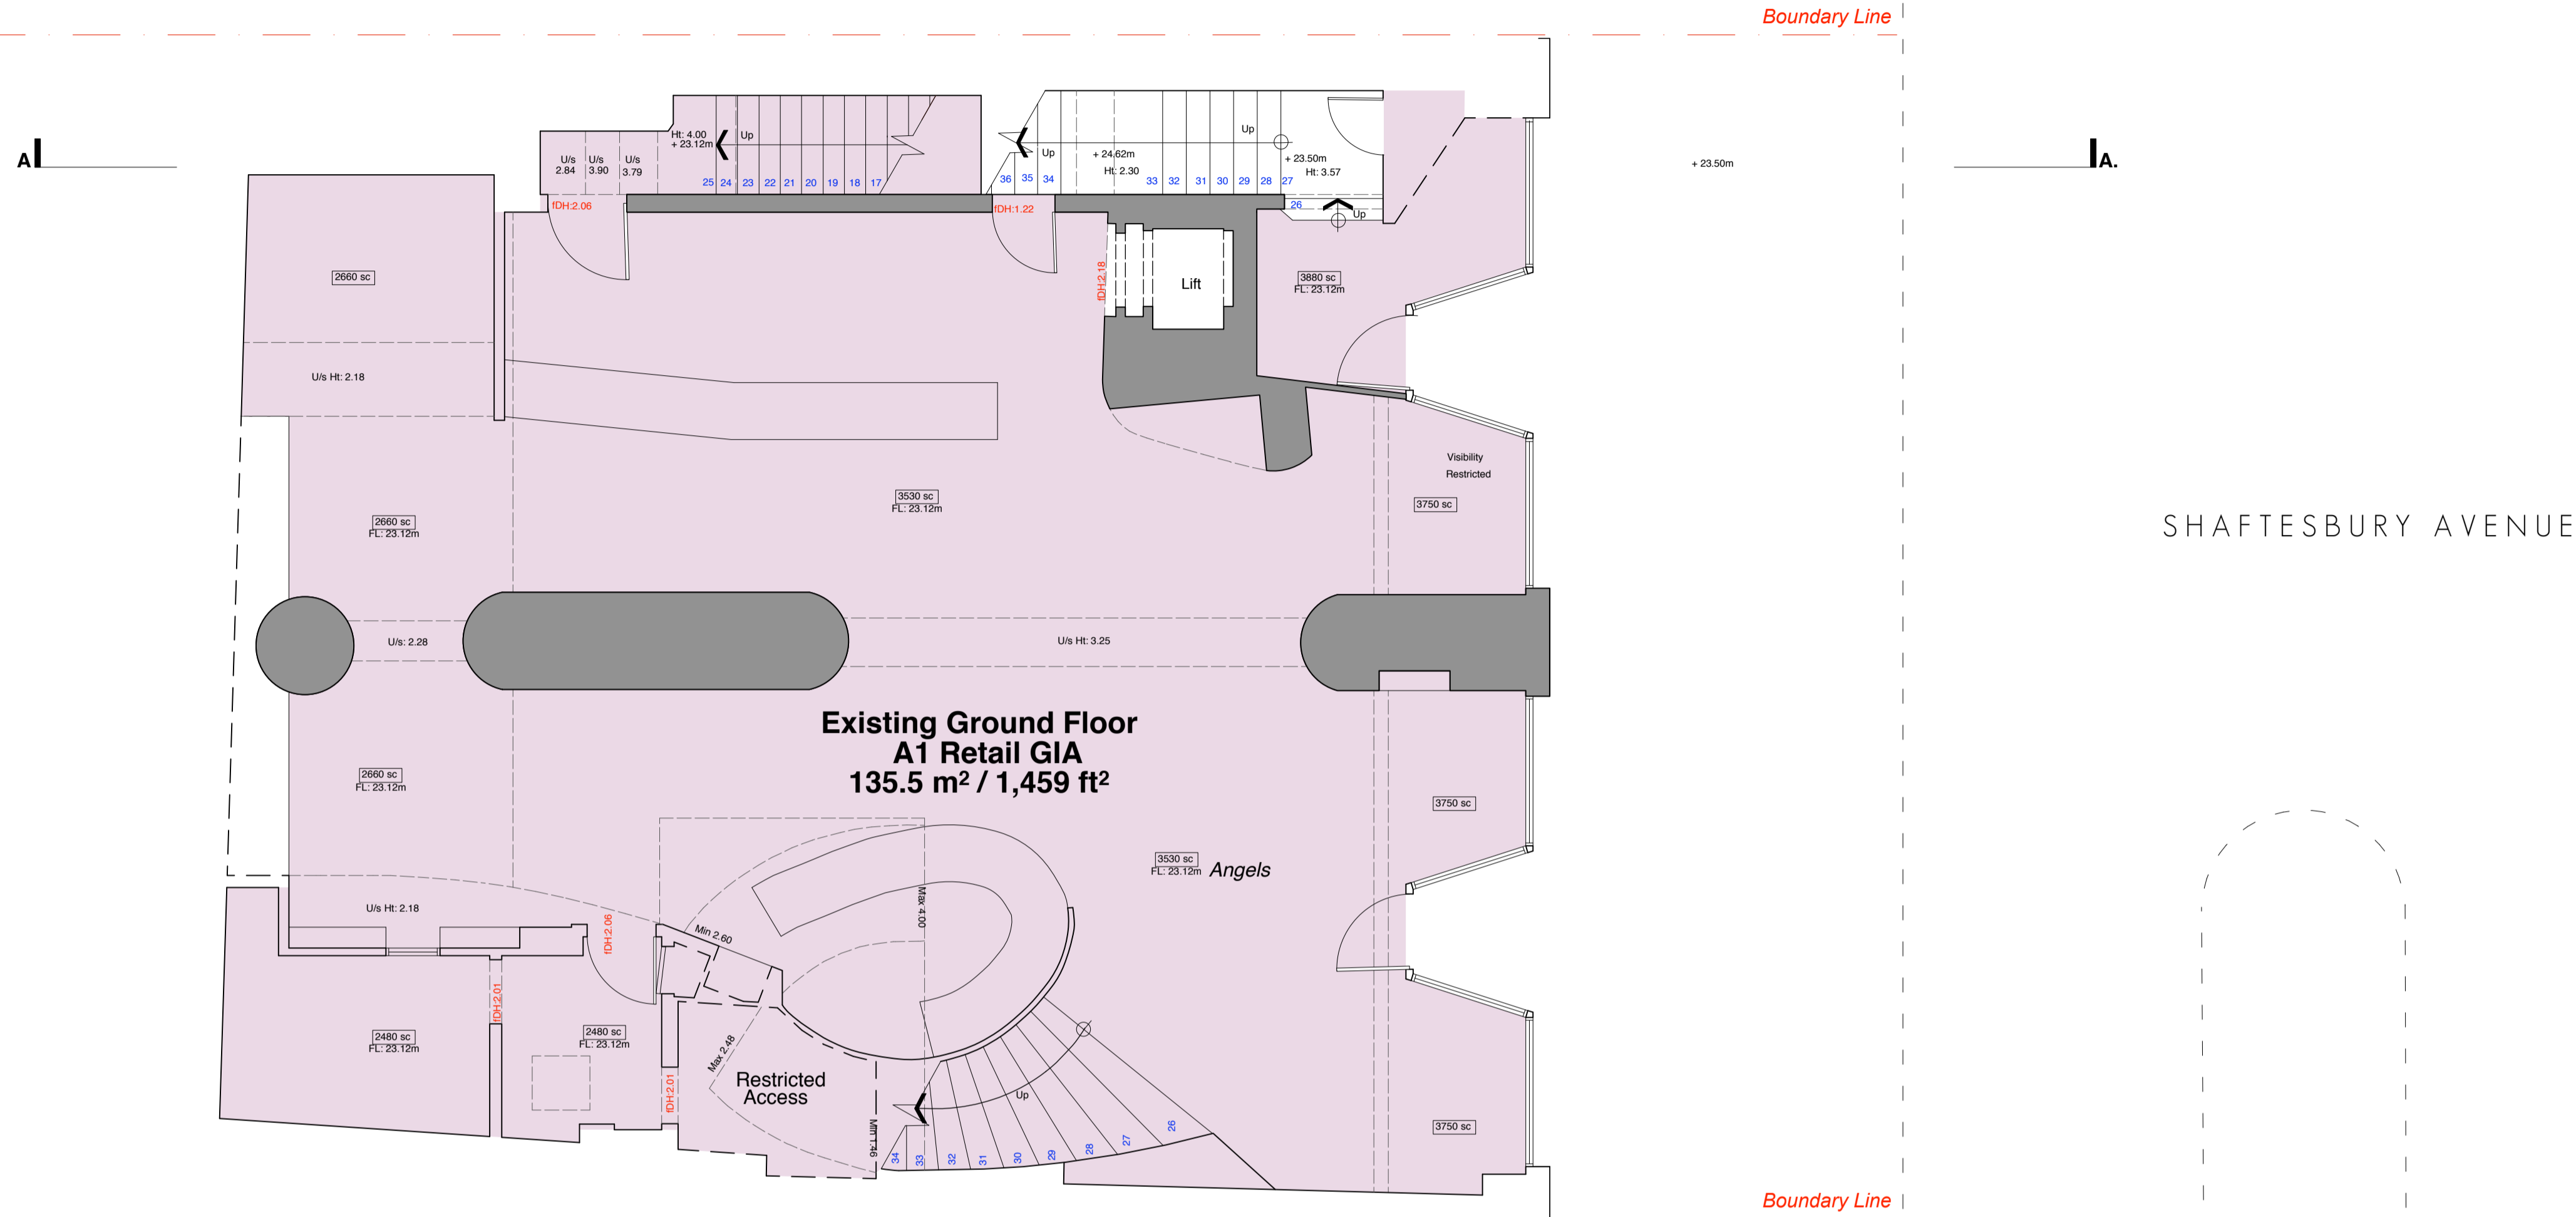 Boundary Line
A
A.
+ 23.50m
Ht: 4.00
+ 23.12m
Up
U/s
2.84
U/s
3.90
U/s
3.79
25 24 23 22 21 20 19 18 17
fDH:2.06
Up
Up
+ 24.62m
Ht: 2.30
+ 23.50m
Ht: 3.57
36 35 34
33 32 31 30 29 28 27
26
Up
fDH:1.22
fDH:2.18
Lift
2660 sc
3880 sc
FL: 23.12m
U/s Ht: 2.18
Visibility
Restricted
3750 sc
3530 sc
FL: 23.12m
2660 sc
FL: 23.12m
SHAFTESBURY AVENUE
U/s: 2.28
U/s Ht: 3.25
Existing Ground Floor
A1 Retail GIA
135.5 m² / 1,459 ft²
2660 sc
FL: 23.12m
3750 sc
3530 sc
FL: 23.12m
Angels
Max 4.00
U/s Ht: 2.18
fDH:2.06
Min 2.60
fDH:2.01
2480 sc
FL: 23.12m
2480 sc
FL: 23.12m
Max 2.48
Restricted
Access
fDH:2.01
Min 1.46
Up
34 33 32 31 30 29 28 27 26
3750 sc
Boundary Line